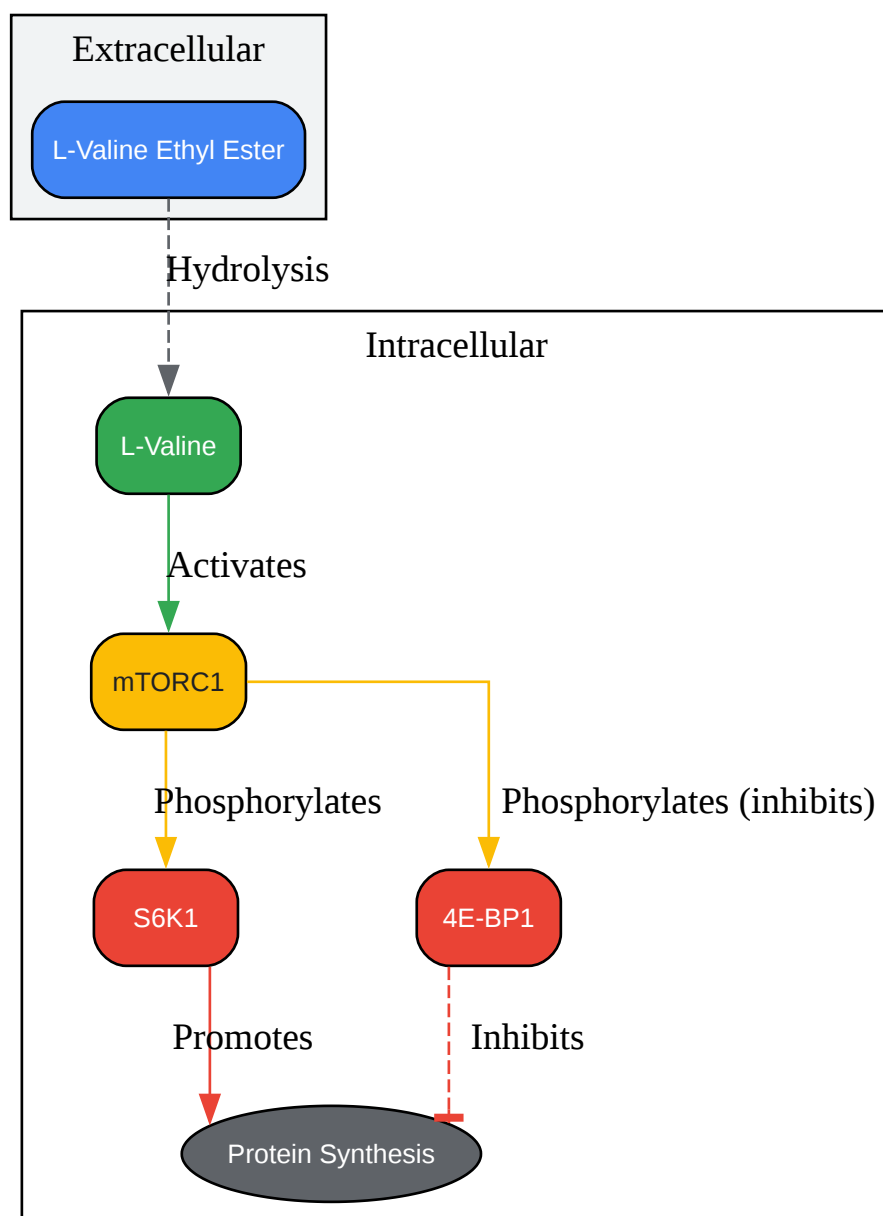 Extracellular
L-Valine Ethyl Ester
Hydrolysis
Intracellular
L-Valine
Activates
mTORC1
Phosphorylates
Phosphorylates (inhibits)
S6K1
4E-BP1
Promotes
Inhibits
Protein Synthesis